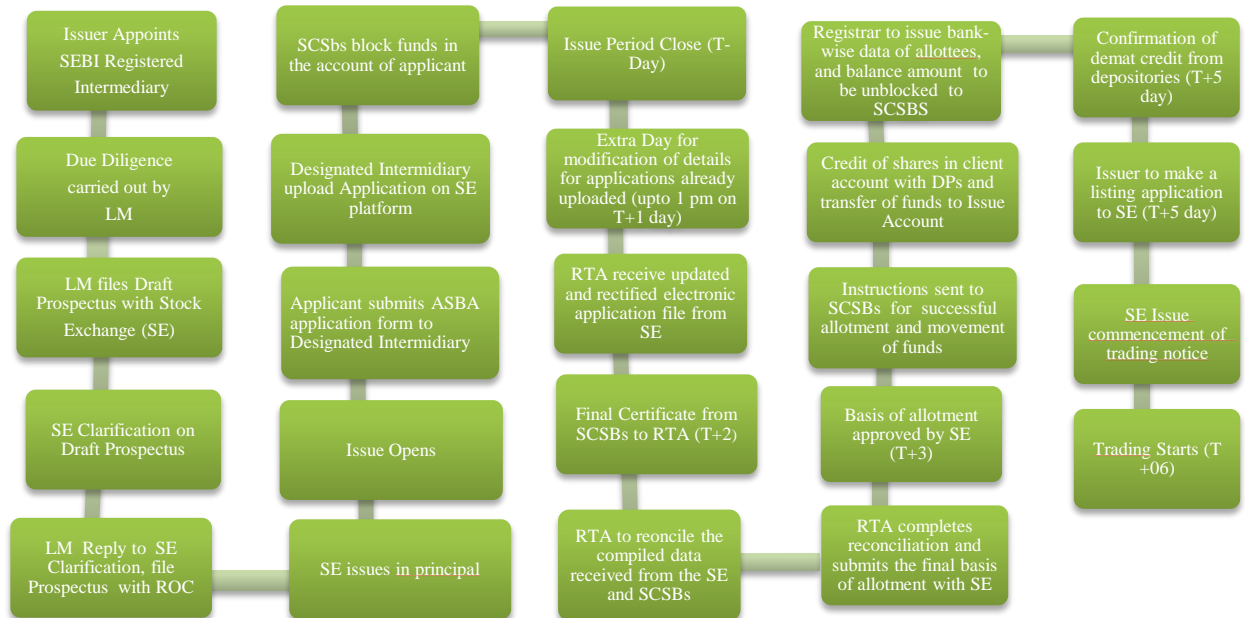 Issuer Appoints
SEBI Registered
Intermediary
Due Diligence
carried out by
LM
LM files Draft
Prospectus with Stock
Exchange (SE)
SE Clarification on
Draft Prospectus
LM Reply to SE
Clarification, file
Prospectus with ROC
SE issues in principal
Issue Opens
Applicant submits ASBA
application form to
Designated Intermidiary
Designated Intermidiary
upload Application on SE
platform
SCSbs block funds in
the account of applicant
Issue Period Close (T-
Day)
Extra Day for
modification of details
for applications already
uploaded (upto 1 pm on
T+1 day)
RTA receive updated
and rectified electronic
application file from
SE
Final Certificate from
SCSBs to RTA (T+2)
RTA to reconcile the
compiled data
received from the SE
and SCSBs
RTA completes
reconciliation and
submits the final basis
of allotment with SE
Basis of allotment
approved by SE
(T+3)
Instructions sent to
SCSBs for successful
allotment and movement
of funds
Credit of shares in client
account with DPs and
transfer of funds to Issue
Account
Registrar to issue bank-
wise data of allottees,
and balance amount to
be unblocked to
SCSBS
Confirmation of
demat credit from
depositories (T+5
day)
Issuer to make a
listing application
to SE (T+5 day)
SE Issue
commencement of
trading notice
Trading Starts (T
+06)